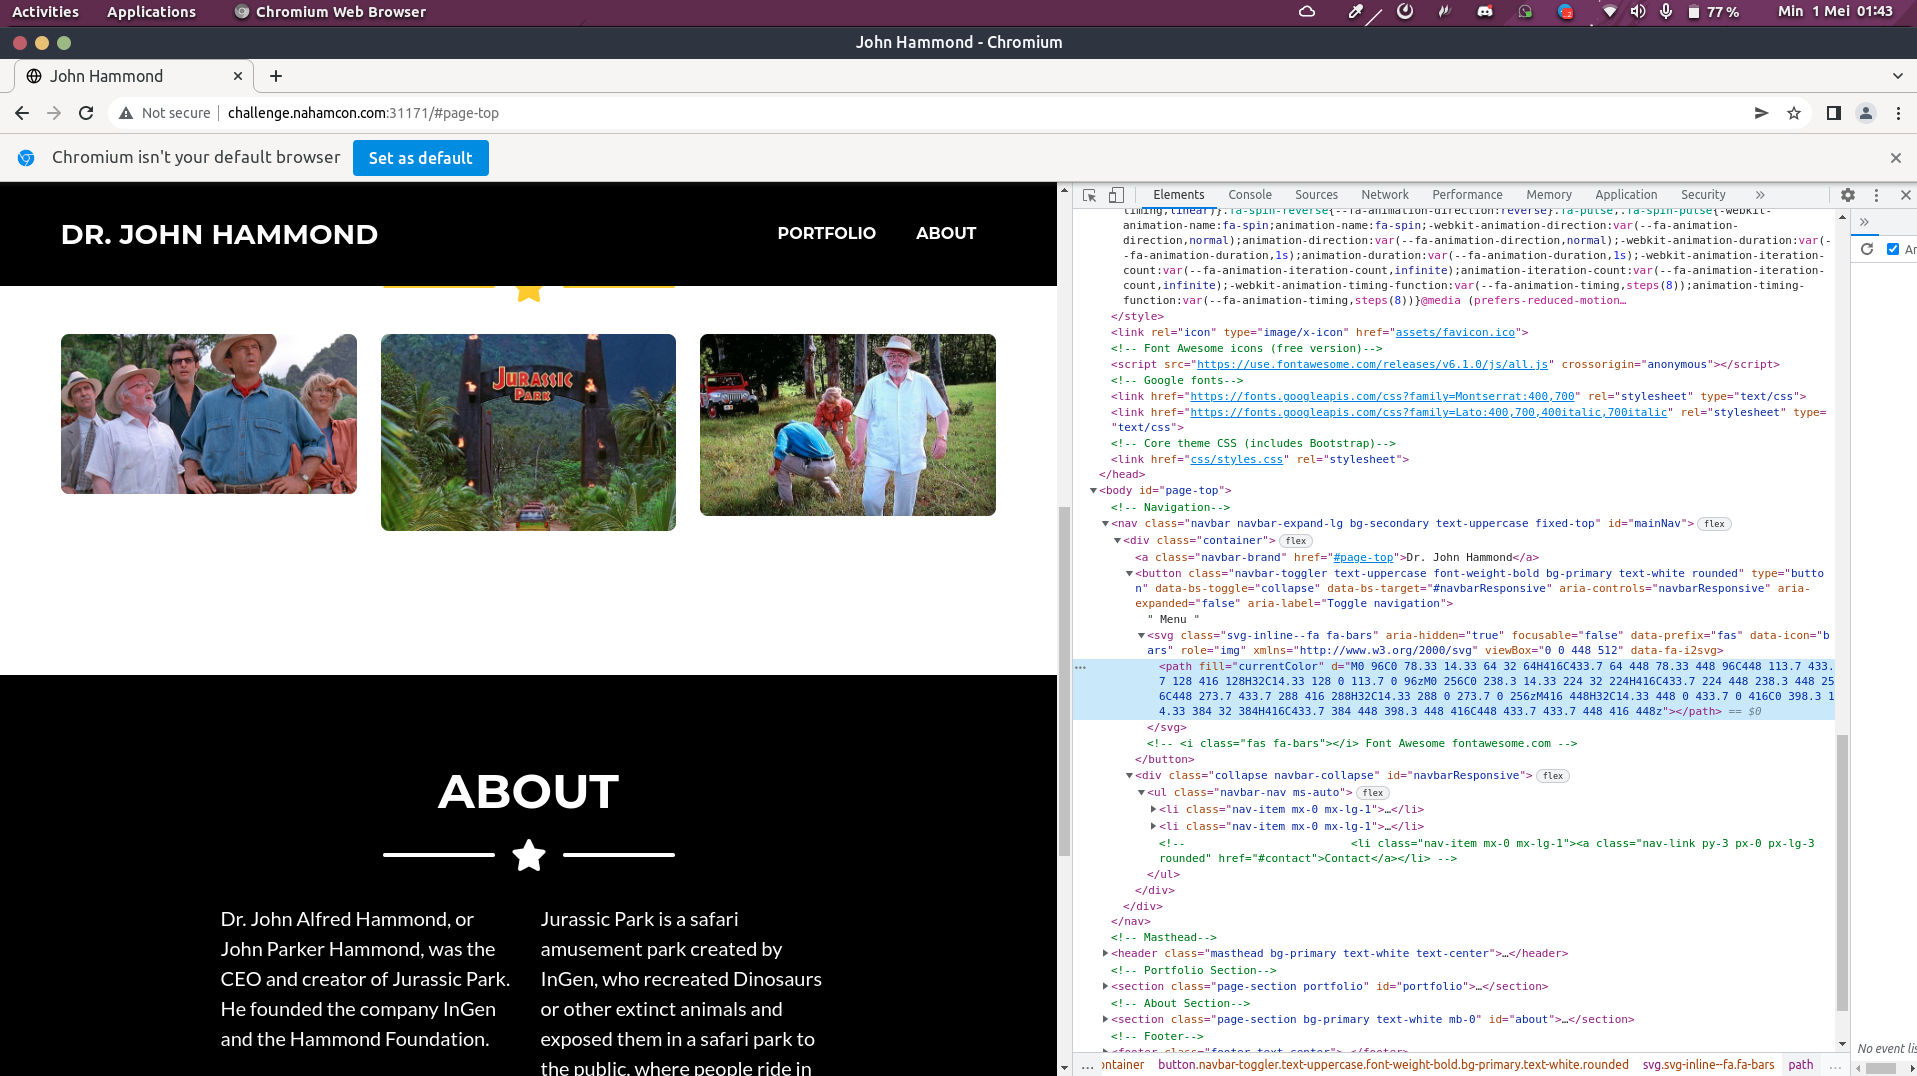 Activities Applications Chromium Web Browser 77 % Min 1 Mei 01:43
John Hammond - Chromium
John Hammond
Not secure challenge.nahamcon.com:31171/#page-top
Chromium isn't your default browser Set as default
DR. JOHN HAMMOND PORTFOLIO ABOUT
JURASSIC
PARK
ABOUT
Dr. John Alfred Hammond, or
John Parker Hammond, was the
CEO and creator of Jurassic Park.
He founded the company InGen
and the Hammond Foundation.
Jurassic Park is a safari
amusement park created by
InGen, who recreated Dinosaurs
or other extinct animals and
exposed them in a safari park to
the public, where people ride in
Elements Console Sources Network Performance Memory Application Security »
timing,linear)}.fa-spin-reverse{--fa-animation-direction:reverse}.fa-pulse,.fa-spin-pulse{-webkit-
animation-name:fa-spin;animation-name:fa-spin;-webkit-animation-direction:var(--fa-animation-
direction,normal);animation-direction:var(--fa-animation-direction,normal);-webkit-animation-duration:var(-
-fa-animation-duration,1s);animation-duration:var(--fa-animation-duration,1s);-webkit-animation-iteration-
count:var(--fa-animation-iteration-count,infinite);animation-iteration-count:var(--fa-animation-iteration-
count,infinite);-webkit-animation-timing-function:var(--fa-animation-timing,steps(8));animation-timing-
function:var(--fa-animation-timing,steps(8))}@media (prefers-reduced-motion…
</style>
<link rel="icon" type="image/x-icon" href="assets/favicon.ico">
<!-- Font Awesome icons (free version)-->
<script src="https://use.fontawesome.com/releases/v6.1.0/js/all.js" crossorigin="anonymous"></script>
<!-- Google fonts-->
<link href="https://fonts.googleapis.com/css?family=Montserrat:400,700" rel="stylesheet" type="text/css">
<link href="https://fonts.googleapis.com/css?family=Lato:400,700,400italic,700italic" rel="stylesheet" type=
"text/css">
<!-- Core theme CSS (includes Bootstrap)-->
<link href="css/styles.css" rel="stylesheet">
</head>
<body id="page-top">
<!-- Navigation-->
<nav class="navbar navbar-expand-lg bg-secondary text-uppercase fixed-top" id="mainNav"> flex
<div class="container"> flex
<a class="navbar-brand" href="#page-top">Dr. John Hammond</a>
<button class="navbar-toggler text-uppercase font-weight-bold bg-primary text-white rounded" type="butto
n" data-bs-toggle="collapse" data-bs-target="#navbarResponsive" aria-controls="navbarResponsive" aria-
expanded="false" aria-label="Toggle navigation">
" Menu "
<svg class="svg-inline--fa fa-bars" aria-hidden="true" focusable="false" data-prefix="fas" data-icon="b
ars" role="img" xmlns="http://www.w3.org/2000/svg" viewBox="0 0 448 512" data-fa-i2svg>
<path fill="currentColor" d="M0 96C0 78.33 14.33 64 32 64H416C433.7 64 448 78.33 448 96C448 113.7 433.
7 128 416 128H32C14.33 128 0 113.7 0 96zM0 256C0 238.3 14.33 224 32 224H416C433.7 224 448 238.3 448 25
6C448 273.7 433.7 288 416 288H32C14.33 288 0 273.7 0 256zM416 448H32C14.33 448 0 433.7 0 416C0 398.3 1
4.33 384 32 384H416C433.7 384 448 398.3 448 416C448 433.7 433.7 448 416 448z"></path> == $0
</svg>
<!-- <i class="fas fa-bars"></i> Font Awesome fontawesome.com -->
</button>
<div class="collapse navbar-collapse" id="navbarResponsive"> flex
<ul class="navbar-nav ms-auto"> flex
<li class="nav-item mx-0 mx-lg-1">…</li>
<li class="nav-item mx-0 mx-lg-1">…</li>
<!-- <li class="nav-item mx-0 mx-lg-1"><a class="nav-link py-3 px-0 px-lg-3
rounded" href="#contact">Contact</a></li> -->
</ul>
</div>
</div>
</nav>
<!-- Masthead-->
<header class="masthead bg-primary text-white text-center">…</header>
<!-- Portfolio Section-->
<section class="page-section portfolio" id="portfolio">…</section>
<!-- About Section-->
<section class="page-section bg-primary text-white mb-0" id="about">…</section>
<!-- Footer-->
<footer class="footer text-center">…</footer>
… ontainer button.navbar-toggler.text-uppercase.font-weight-bold.bg-primary.text-white.rounded svg.svg-inline--fa.fa-bars path …
»
An
No event lis